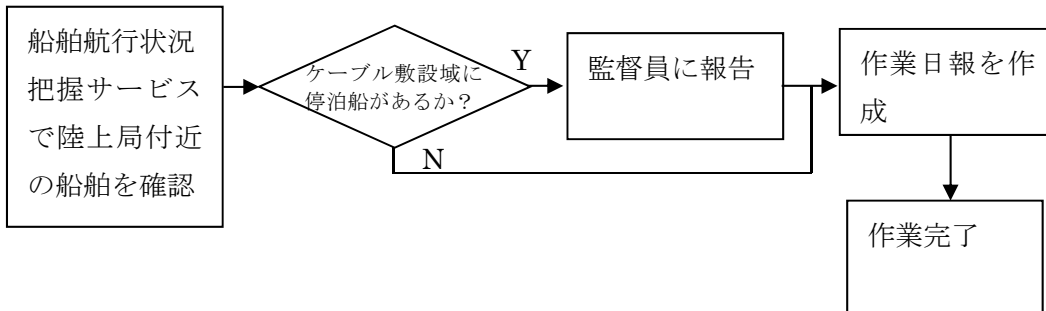 船舶航行状況
把握サービス
で陸上局付近
の船舶を確認
ケーブル敷設域に
停泊船があるか？
Y
N
監督員に報告
作業日報を作
成
作業完了